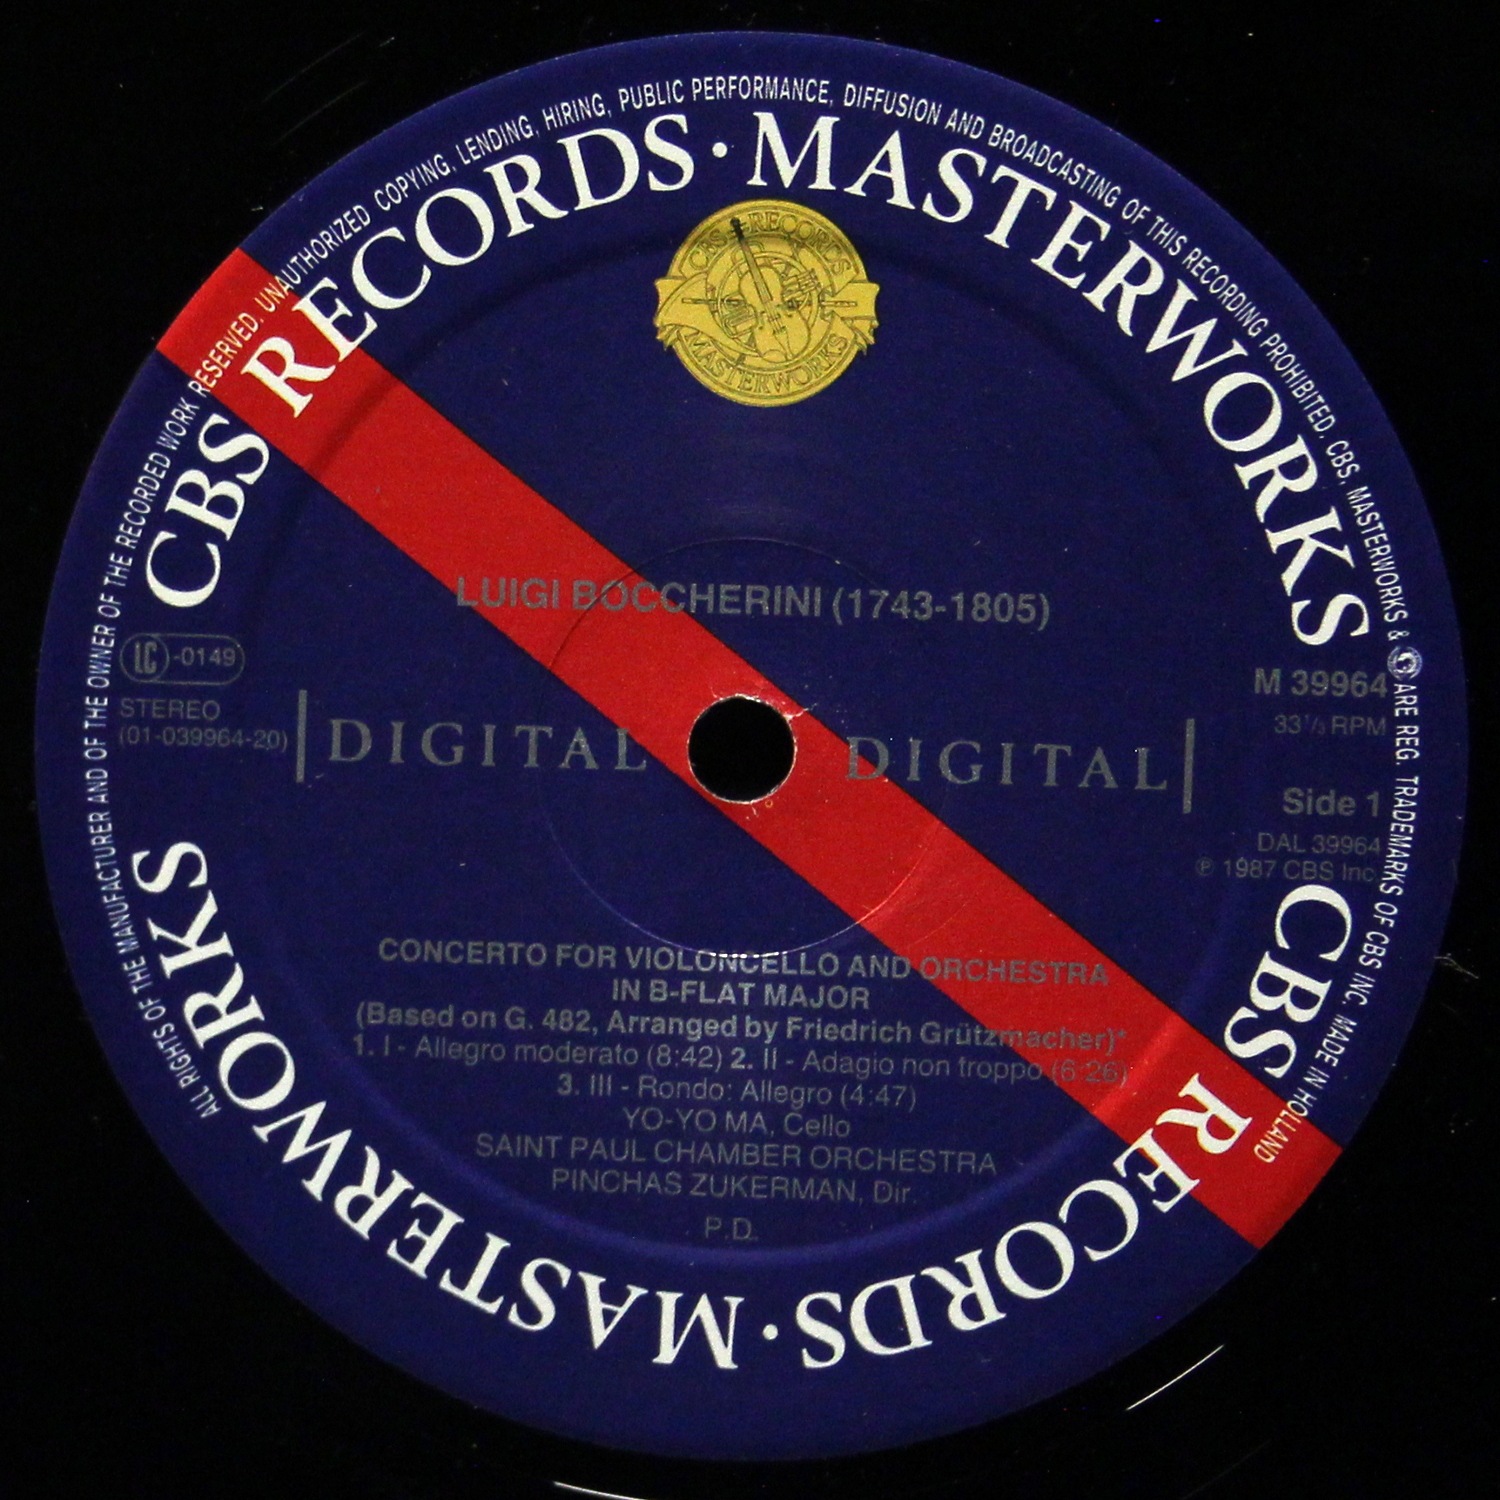 ALL RIGHTS OF THE MANUFACTURER AND OF THE OWNER OF THE RECORDED WORK RESERVED. UNAUTHORIZED COPYING, LENDING, HIRING, PUBLIC PERFORMANCE, DIFFUSION AND BROADCASTING OF THIS RECORDING PROHIBITED. CBS, MASTERWORKS & ARE REG. TRADEMARKS OF CBS INC. MADE IN HOLLAND
CBS RECORDS · MASTERWORKS
CBS RECORDS
MASTERWORKS
LUIGI BOCCHERINI (1743-1805)
LC-0149
STEREO
(01-039964-20)
DIGITAL DIGITAL
M 39964
33⅓ RPM
Side 1
DAL 39964
℗ 1987 CBS Inc.
CONCERTO FOR VIOLONCELLO AND ORCHESTRA
IN B-FLAT MAJOR
(Based on G. 482, Arranged by Friedrich Grützmacher)*
1. I - Allegro moderato (8:42) 2. II - Adagio non troppo (6:26)
3. III - Rondo: Allegro (4:47)
YO-YO MA, Cello
SAINT PAUL CHAMBER ORCHESTRA
PINCHAS ZUKERMAN, Dir.
P.D.
CBS RECORDS · MASTERWORKS